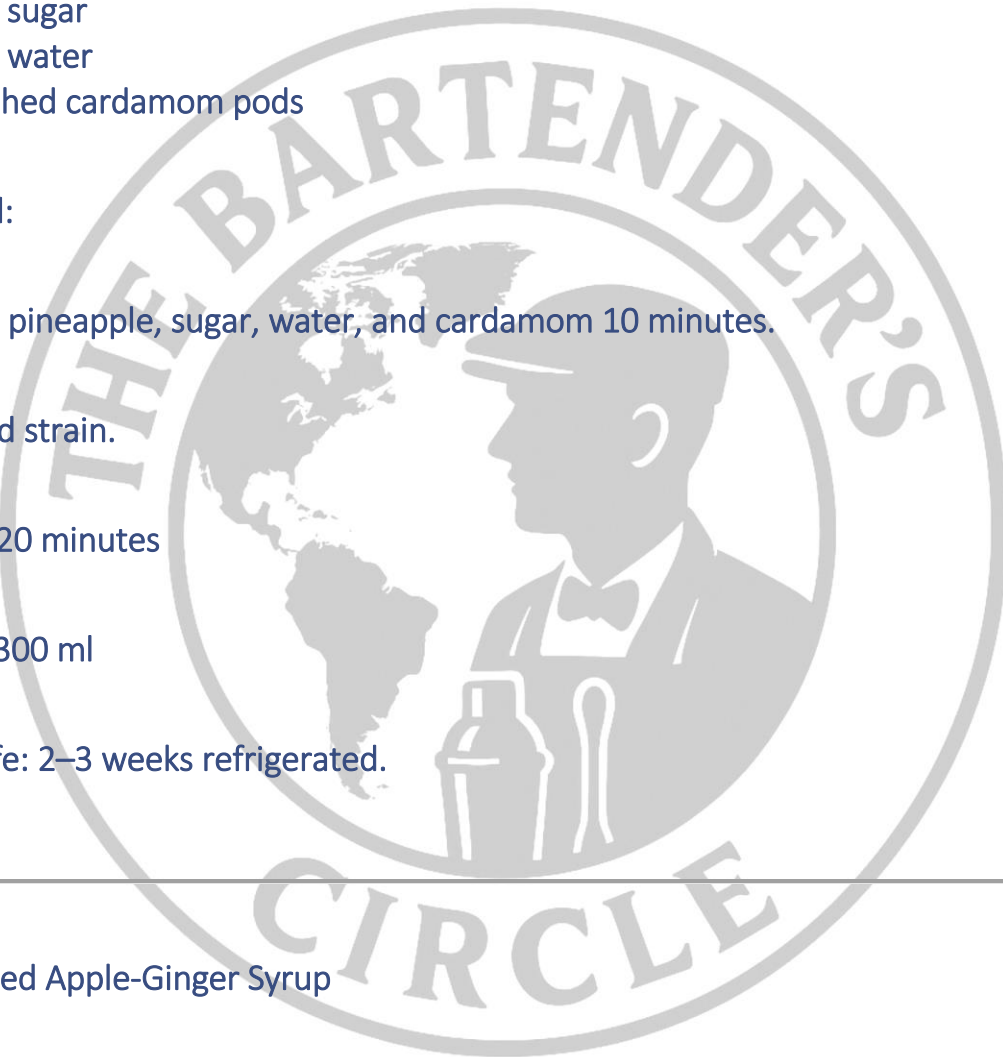 sugar
water
hed cardamom pods
l:
pineapple, sugar, water, and cardamom 10 minutes.
d strain.
20 minutes
300 ml
fe: 2–3 weeks refrigerated.
ed Apple-Ginger Syrup
THE BARTENDER'S
CIRCLE